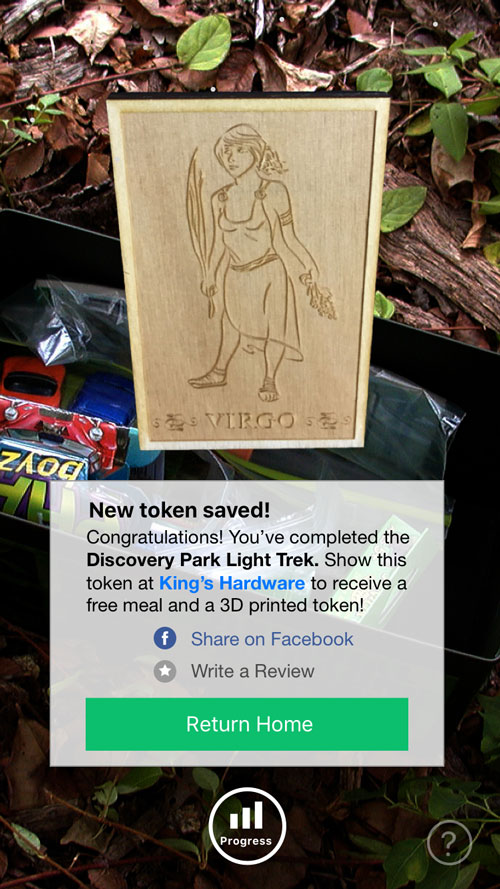 VIRGO
BOYZ
New token saved!
Congratulations! You've completed the
Discovery Park Light Trek. Show this
token at King's Hardware to receive a
free meal and a 3D printed token!
f Share on Facebook
Write a Review
Return Home
Progress
?